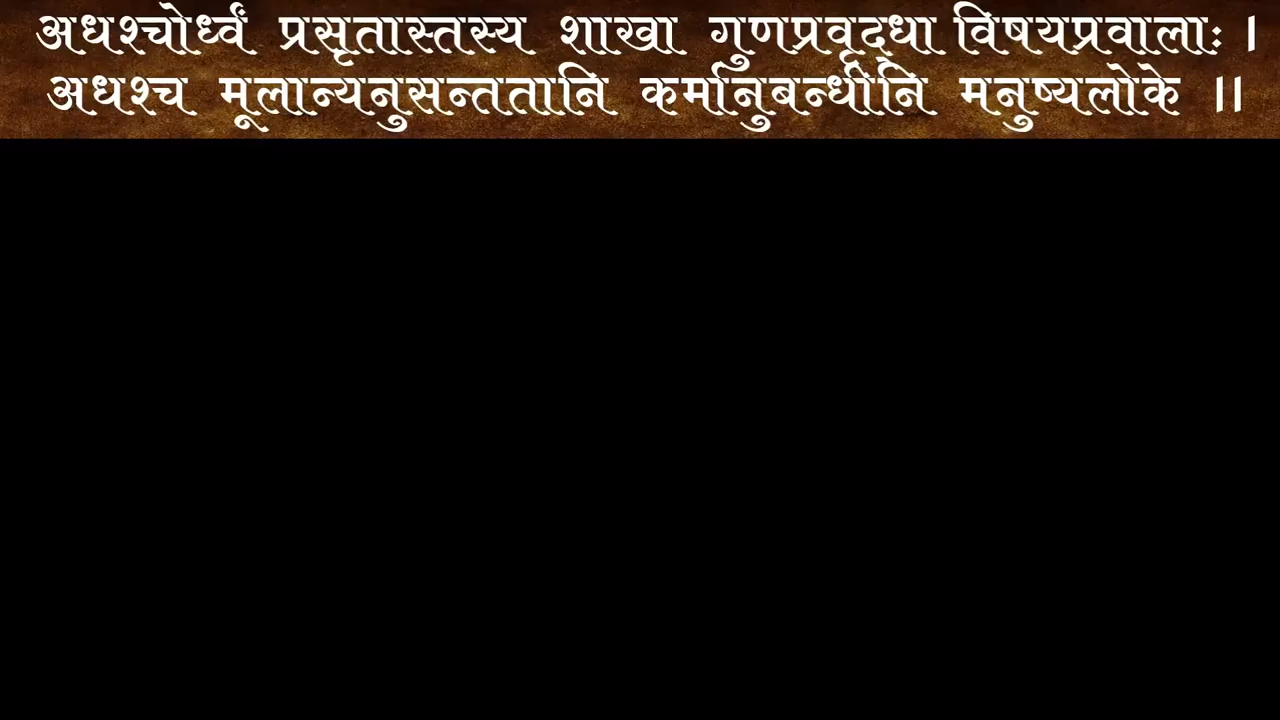 अधश्चोर्ध्वं प्रसृतास्तस्य शाखा गुणप्रवृद्धा विषयप्रवालाः ।
अधश्च मूलान्यनुसन्ततानि कर्मानुबन्धीनि मनुष्यलोके ।।